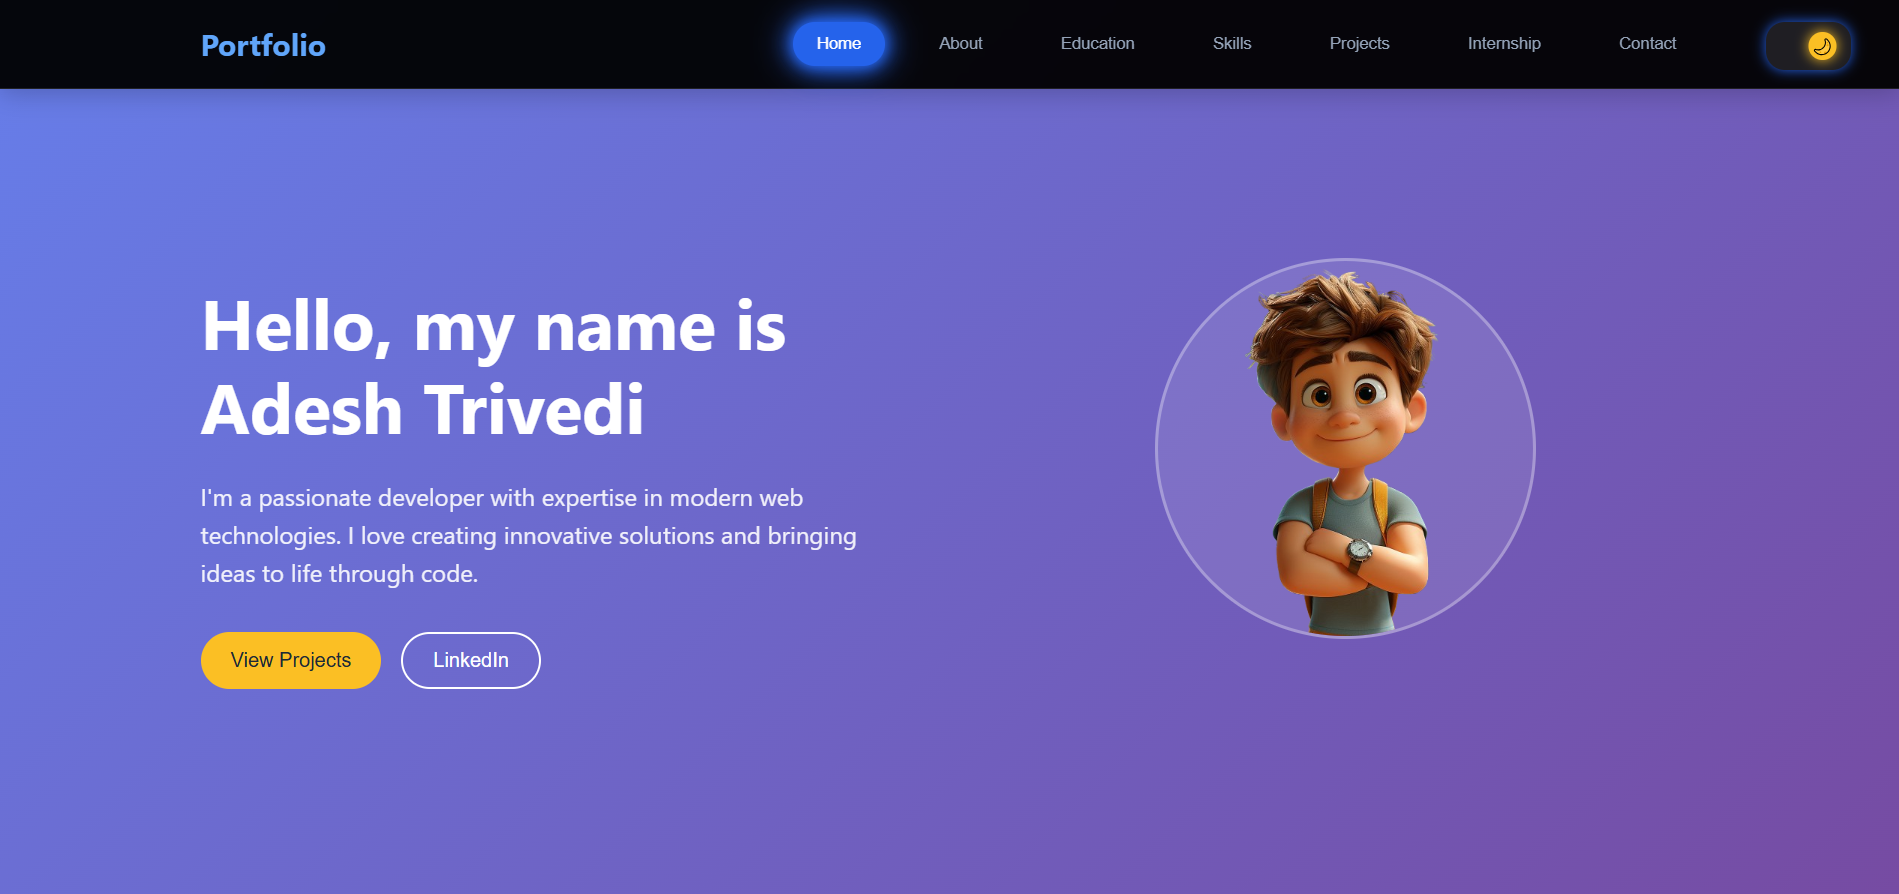 Portfolio
Home About Education Skills Projects Internship Contact
Hello, my name is
Adesh Trivedi
I'm a passionate developer with expertise in modern web
technologies. I love creating innovative solutions and bringing
ideas to life through code.
View Projects LinkedIn